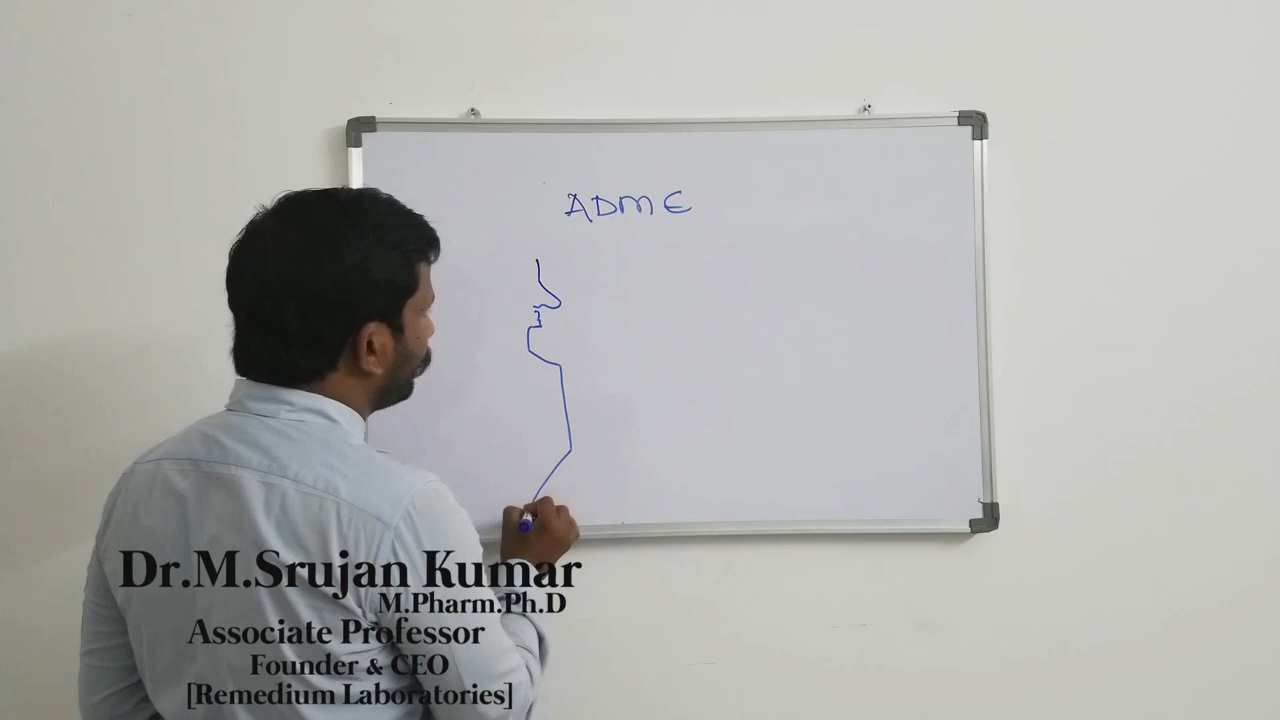 ADME
Dr.M.Srujan Kumar
M.Pharm.Ph.D
Associate Professor
Founder & CEO
[Remedium Laboratories]